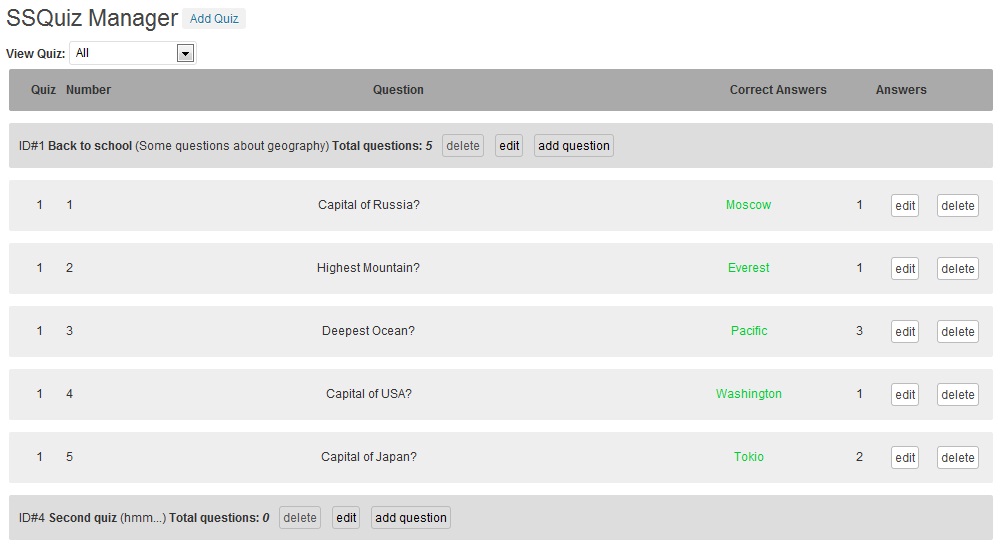 SSQuiz Manager Add Quiz
View Quiz: All
Quiz Number Question Correct Answers Answers
ID#1 Back to school (Some questions about geography) Total questions: 5 delete edit add question
1 1 Capital of Russia? Moscow 1 edit delete
1 2 Highest Mountain? Everest 1 edit delete
1 3 Deepest Ocean? Pacific 3 edit delete
1 4 Capital of USA? Washington 1 edit delete
1 5 Capital of Japan? Tokio 2 edit delete
ID#4 Second quiz (hmm...) Total questions: 0 delete edit add question